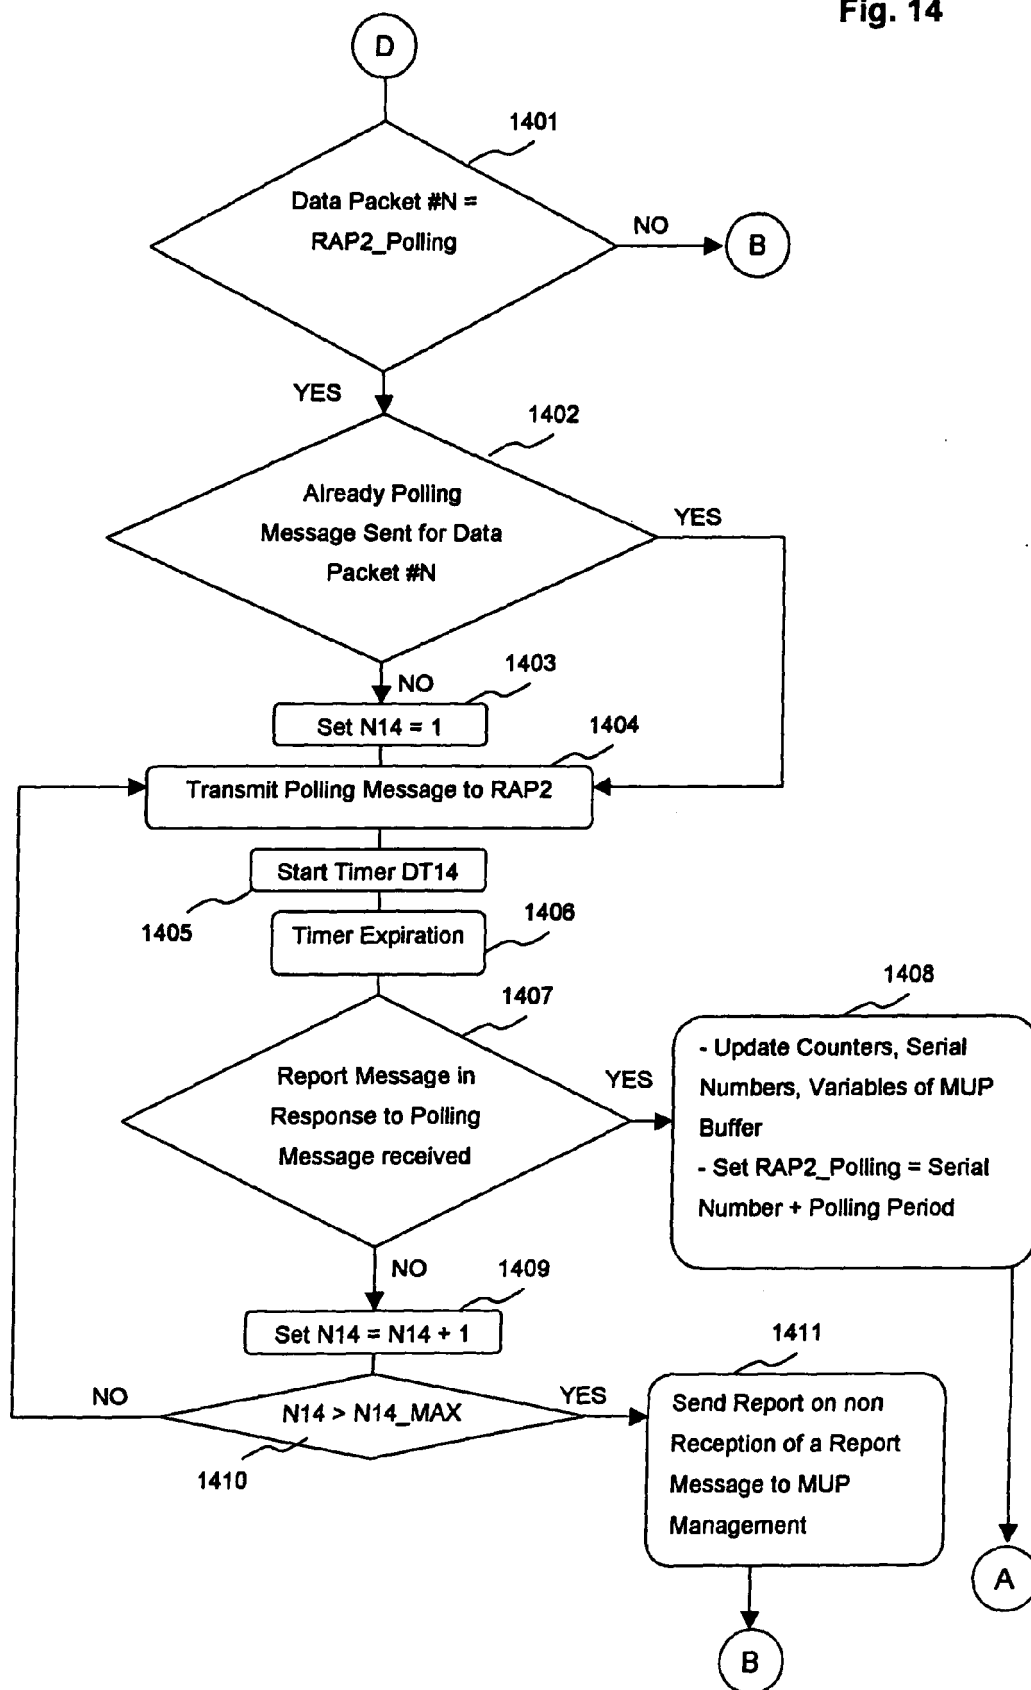 Fig. 14
D
1401
Data Packet #N =
RAP2_Polling
NO
B
YES
1402
Already Polling
Message Sent for Data
Packet #N
YES
NO
1403
Set N14 = 1
1404
Transmit Polling Message to RAP2
Start Timer DT14
1405
1406
Timer Expiration
1407
1408
Report Message in
Response to Polling
Message received
YES
- Update Counters, Serial
Numbers, Variables of MUP
Buffer
- Set RAP2_Polling = Serial
Number + Polling Period
NO
1409
Set N14 = N14 + 1
1411
NO
N14 > N14_MAX
YES
1410
Send Report on non
Reception of a Report
Message to MUP
Management
A
B